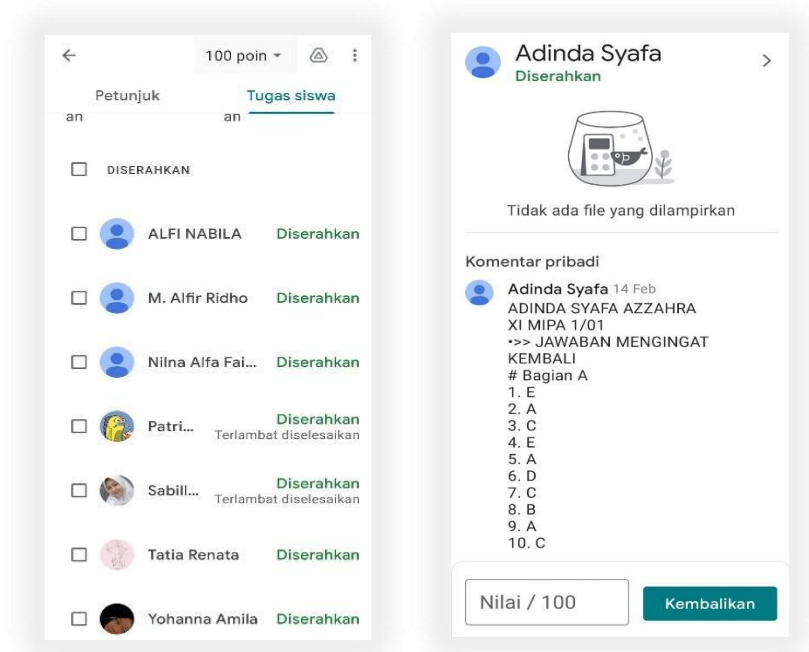 100 poin
Petunjuk
Tugas siswa
an
an
DISERAHKAN
ALFI NABILA
Diserahkan
M. Alfir Ridho
Diserahkan
Nilna Alfa Fai...
Diserahkan
Patri...
Diserahkan
Terlambat diselesaikan
Sabill...
Diserahkan
Terlambat diselesaikan
Tatia Renata
Diserahkan
Yohanna Amila
Diserahkan
Adinda Syafa
Diserahkan
Tidak ada file yang dilampirkan
Komentar pribadi
Adinda Syafa 14 Feb
ADINDA SYAFA AZZAHRA
XI MIPA 1/01
•>> JAWABAN MENGINGAT
KEMBALI
# Bagian A
1. E
2. A
3. C
4. E
5. A
6. D
7. C
8. B
9. A
10. C
Nilai / 100
Kembalikan